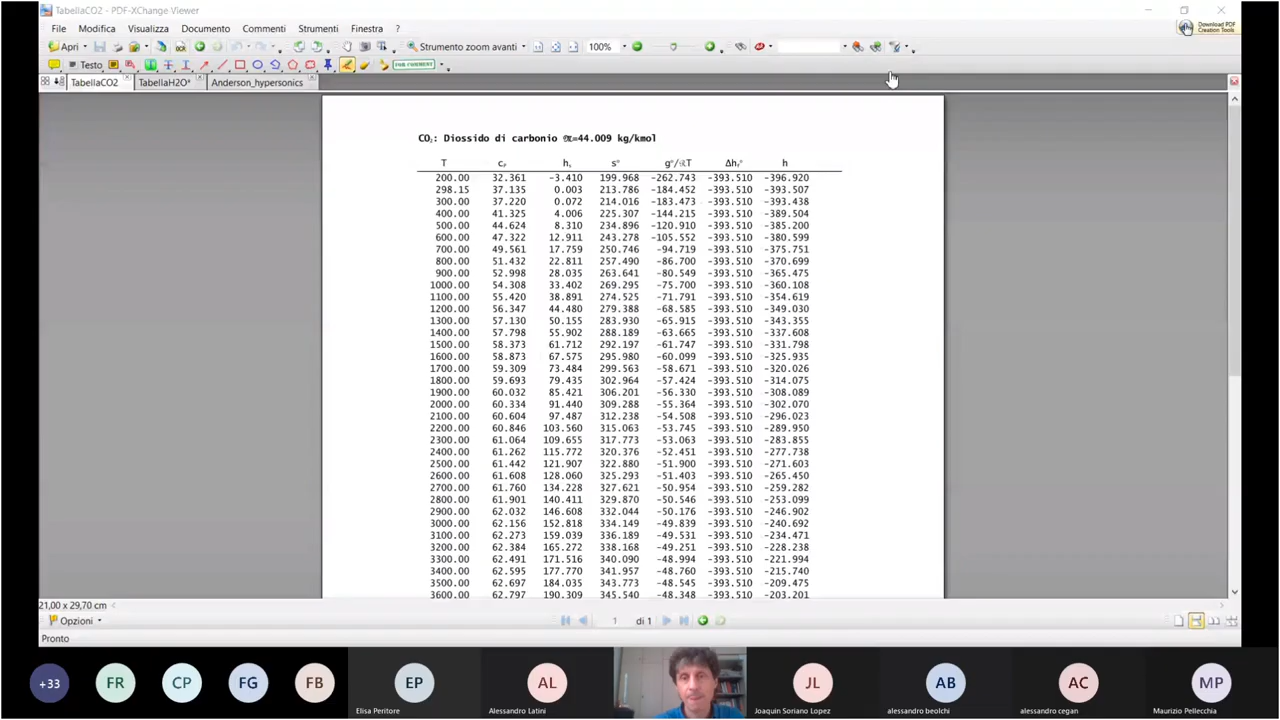 TabellaCO2 - PDF-XChange Viewer
File Modifica Visualizza Documento Commenti Strumenti Finestra ?
Download PDF
Creation Tools
Apri Strumento zoom avanti 100%
Testo FOR COMMENT
TabellaCO2 TabellaH2O* Anderson_hypersonics
CO₂: Diossido di carbonio 𝔐=44.009 kg/kmol
T cₚ hₛ s° g°/ℛT Δhf° h
200.00 32.361 -3.410 199.968 -262.743 -393.510 -396.920
298.15 37.135 0.003 213.786 -184.452 -393.510 -393.507
300.00 37.220 0.072 214.016 -183.473 -393.510 -393.438
400.00 41.325 4.006 225.307 -144.215 -393.510 -389.504
500.00 44.624 8.310 234.896 -120.910 -393.510 -385.200
600.00 47.322 12.911 243.278 -105.552 -393.510 -380.599
700.00 49.561 17.759 250.746 -94.719 -393.510 -375.751
800.00 51.432 22.811 257.490 -86.700 -393.510 -370.699
900.00 52.998 28.035 263.641 -80.549 -393.510 -365.475
1000.00 54.308 33.402 269.295 -75.700 -393.510 -360.108
1100.00 55.420 38.891 274.525 -71.791 -393.510 -354.619
1200.00 56.347 44.480 279.388 -68.585 -393.510 -349.030
1300.00 57.130 50.155 283.930 -65.915 -393.510 -343.355
1400.00 57.798 55.902 288.189 -63.665 -393.510 -337.608
1500.00 58.373 61.712 292.197 -61.747 -393.510 -331.798
1600.00 58.873 67.575 295.980 -60.099 -393.510 -325.935
1700.00 59.309 73.484 299.563 -58.671 -393.510 -320.026
1800.00 59.693 79.435 302.964 -57.424 -393.510 -314.075
1900.00 60.032 85.421 306.201 -56.330 -393.510 -308.089
2000.00 60.334 91.440 309.288 -55.364 -393.510 -302.070
2100.00 60.604 97.487 312.238 -54.508 -393.510 -296.023
2200.00 60.846 103.560 315.063 -53.745 -393.510 -289.950
2300.00 61.064 109.655 317.773 -53.063 -393.510 -283.855
2400.00 61.262 115.772 320.376 -52.451 -393.510 -277.738
2500.00 61.442 121.907 322.880 -51.900 -393.510 -271.603
2600.00 61.608 128.060 325.293 -51.403 -393.510 -265.450
2700.00 61.760 134.228 327.621 -50.954 -393.510 -259.282
2800.00 61.901 140.411 329.870 -50.546 -393.510 -253.099
2900.00 62.032 146.608 332.044 -50.176 -393.510 -246.902
3000.00 62.156 152.818 334.149 -49.839 -393.510 -240.692
3100.00 62.273 159.039 336.189 -49.531 -393.510 -234.471
3200.00 62.384 165.272 338.168 -49.251 -393.510 -228.238
3300.00 62.491 171.516 340.090 -48.994 -393.510 -221.994
3400.00 62.595 177.770 341.957 -48.760 -393.510 -215.740
3500.00 62.697 184.035 343.773 -48.545 -393.510 -209.475
3600.00 62.797 190.309 345.540 -48.348 -393.510 -203.201
21,00 x 29,70 cm
Opzioni 1 di 1
Pronto
+33 FR CP FG FB EP AL JL AB AC MP
Elisa Peritore Alessandro Latini Joaquin Soriano Lopez alessandro beolchi alessandro cegan Maurizio Pellecchia